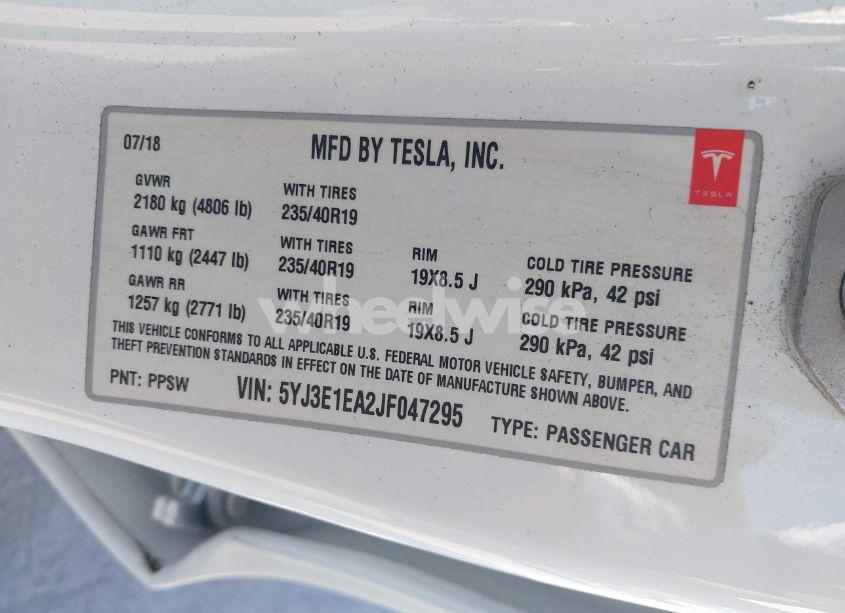 07/18 MFD BY TESLA, INC.
TESLA
GVWR
2180 kg (4806 lb)
WITH TIRES
235/40R19
GAWR FRT
1110 kg (2447 lb)
WITH TIRES
235/40R19
RIM
19X8.5 J
COLD TIRE PRESSURE
290 kPa, 42 psi
GAWR RR
1257 kg (2771 lb)
WITH TIRES
235/40R19
RIM
19X8.5 J
COLD TIRE PRESSURE
290 kPa, 42 psi
THIS VEHICLE CONFORMS TO ALL APPLICABLE U.S. FEDERAL MOTOR VEHICLE SAFETY, BUMPER, AND
THEFT PREVENTION STANDARDS IN EFFECT ON THE DATE OF MANUFACTURE SHOWN ABOVE.
PNT: PPSW VIN: 5YJ3E1EA2JF047295 TYPE: PASSENGER CAR
wheelwise